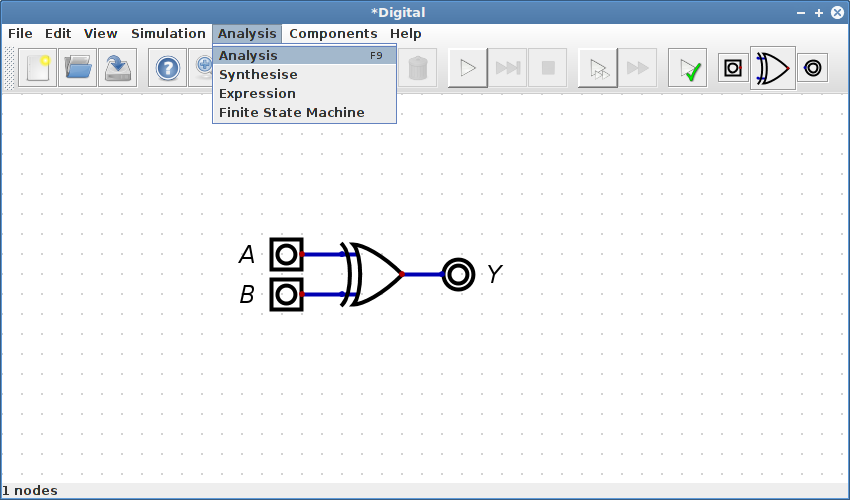 *Digital
File Edit View Simulation Analysis Components Help
Analysis F9
Synthesise
Expression
Finite State Machine
A
B
Y
1 nodes